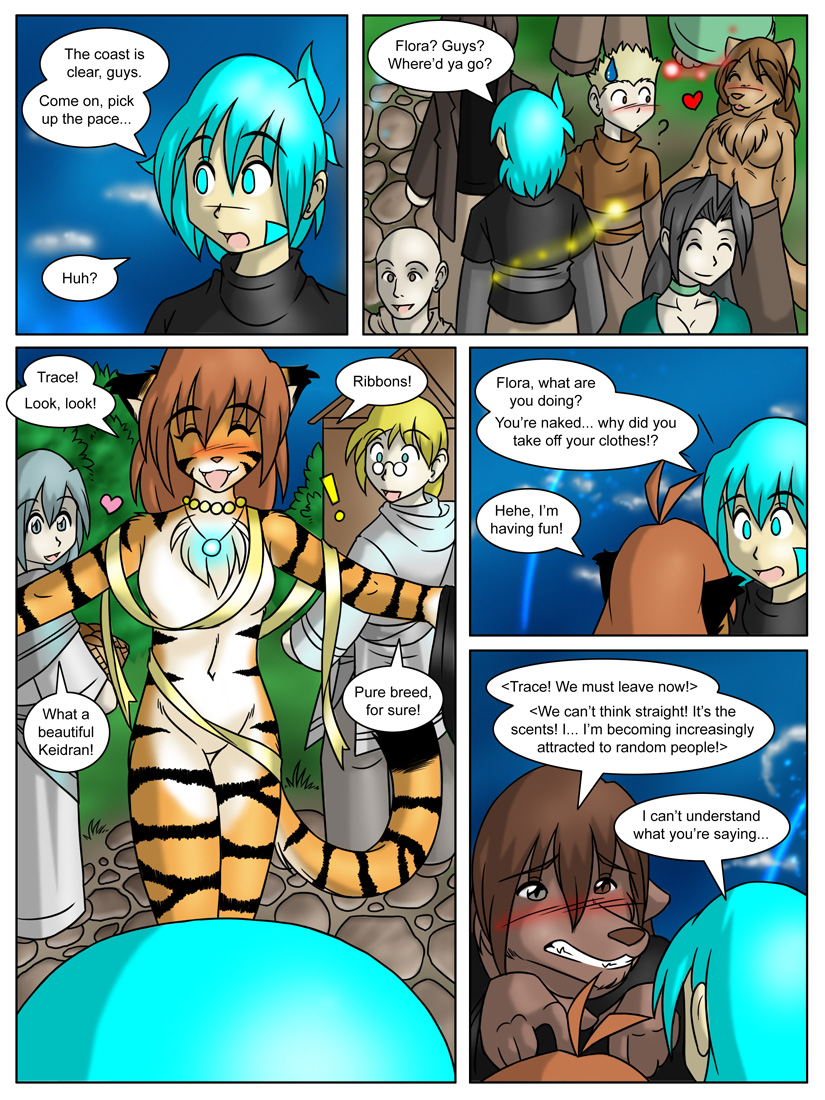 The coast is
clear, guys.
Come on, pick
up the pace...
Huh?
Flora? Guys?
Where'd ya go?
?
Trace!
Look, look!
Ribbons!
!
What a
beautiful
Keidran!
Pure breed,
for sure!
Flora, what are
you doing?
You're naked... why did you
take off your clothes!?
Hehe, I'm
having fun!
<Trace! We must leave now!>
<We can't think straight! It's the
scents! I... I'm becoming increasingly
attracted to random people!>
I can't understand
what you're saying...